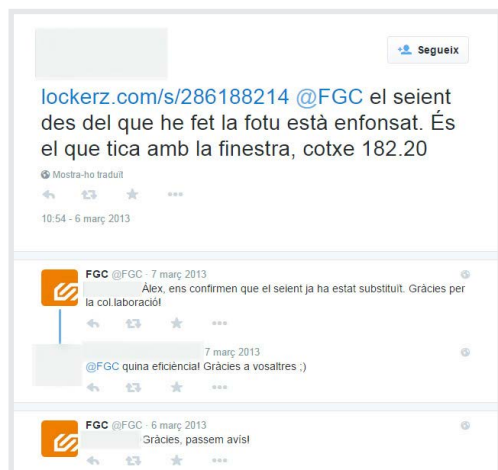 Segueix
lockerz.com/s/286188214 @FGC el seient
des del que he fet la fotu està enfonsat. És
el que tica amb la finestra, cotxe 182.20
Mostra-ho traduït
10:54 - 6 març 2013
FGC @FGC · 7 març 2013
Àlex, ens confirmen que el seient ja ha estat substituït. Gràcies per
la col.laboració!
7 març 2013
@FGC quina eficiència! Gràcies a vosaltres ;)
FGC @FGC · 6 març 2013
Gràcies, passem avís!